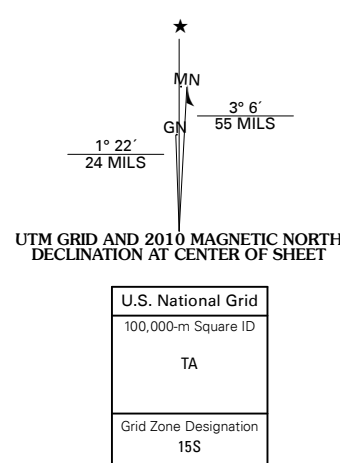 MN
3° 6´
55 MILS
GN
1° 22´
24 MILS
UTM GRID AND 2010 MAGNETIC NORTH
DECLINATION AT CENTER OF SHEET
U.S. National Grid
100,000-m Square ID
TA
Grid Zone Designation
15S